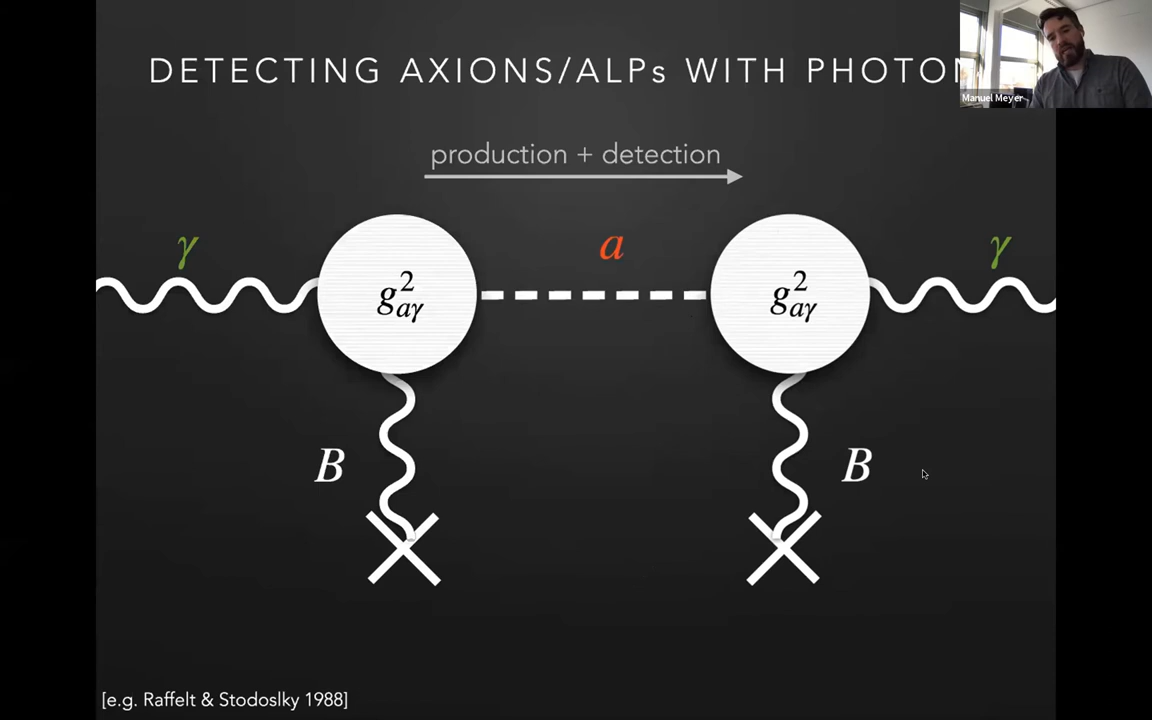 DETECTING AXIONS/ALPs WITH PHOTON
Manuel Meyer
production + detection
γ
a
γ
g²aγ
g²aγ
B
B
[e.g. Raffelt & Stodoslky 1988]